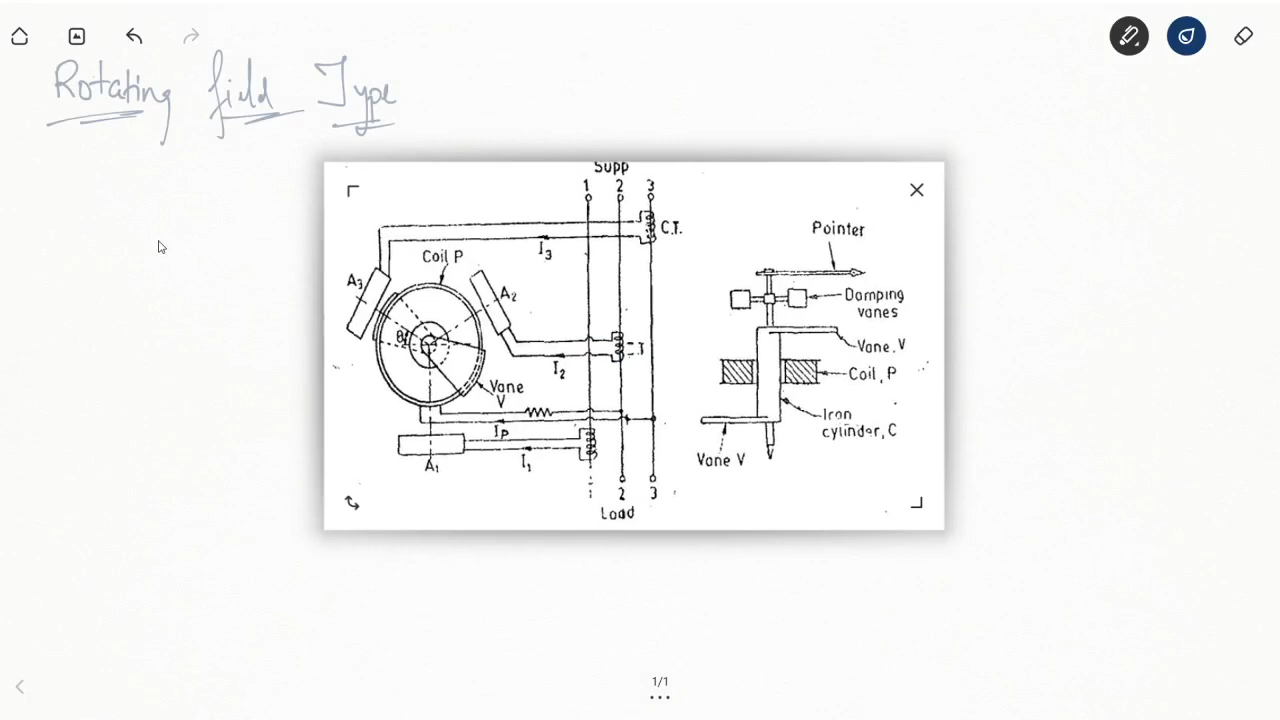 Rotating field Type
Supp
1 2 3
C.T.
I3
Coil P
A3
A2
θ
I2
Vane
V
IP
I1
A1
2 3
Load
Pointer
Damping
vanes
Vane, V
Coil, P
Iron
cylinder, C
Vane V
1/1